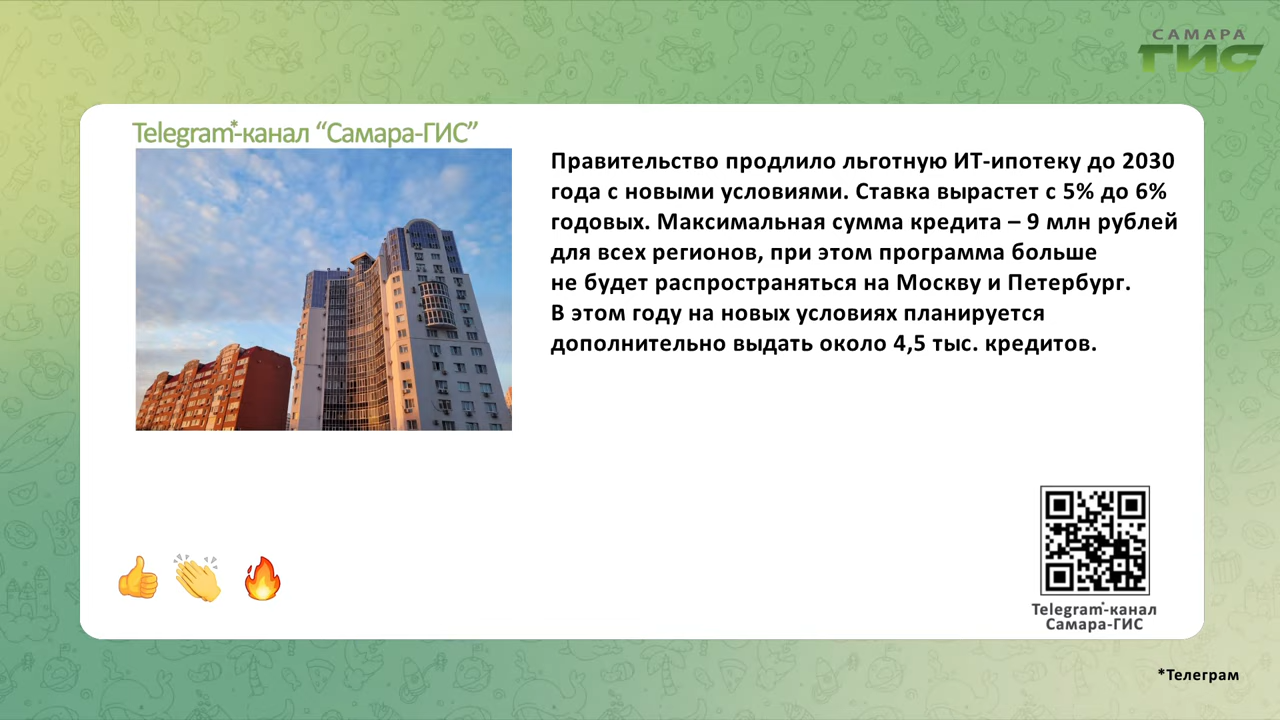 САМАРА
ГИС
Telegram*-канал “Самара-ГИС”
Правительство продлило льготную ИТ-ипотеку до 2030
года с новыми условиями. Ставка вырастет с 5% до 6%
годовых. Максимальная сумма кредита – 9 млн рублей
для всех регионов, при этом программа больше
не будет распространяться на Москву и Петербург.
В этом году на новых условиях планируется
дополнительно выдать около 4,5 тыс. кредитов.
Telegram*-канал
Самара-ГИС
*Телеграм